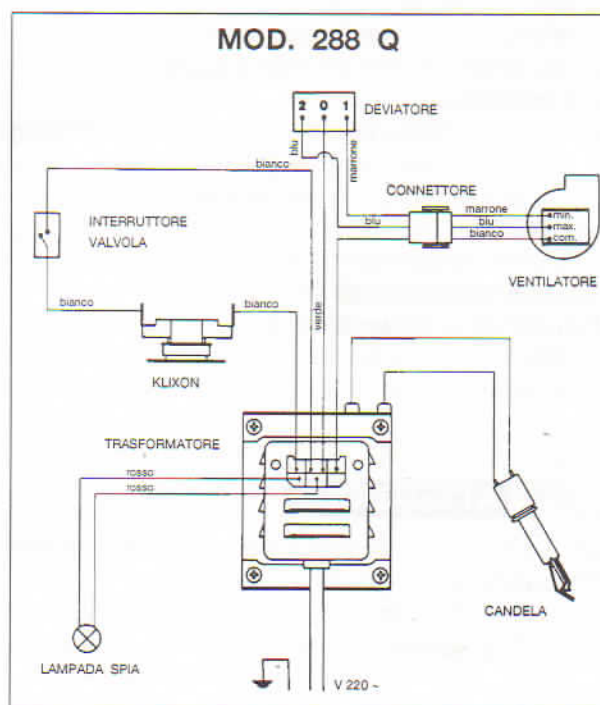 MOD. 288 Q
2 0 1
DEVIATORE
blu
marrone
bianco
CONNETTORE
INTERRUTTORE
VALVOLA
marrone
blu
blu
bianco
min.
max.
com.
VENTILATORE
bianco
bianco
verde
KLIXON
TRASFORMATORE
rosso
rosso
CANDELA
LAMPADA SPIA
V 220 ~